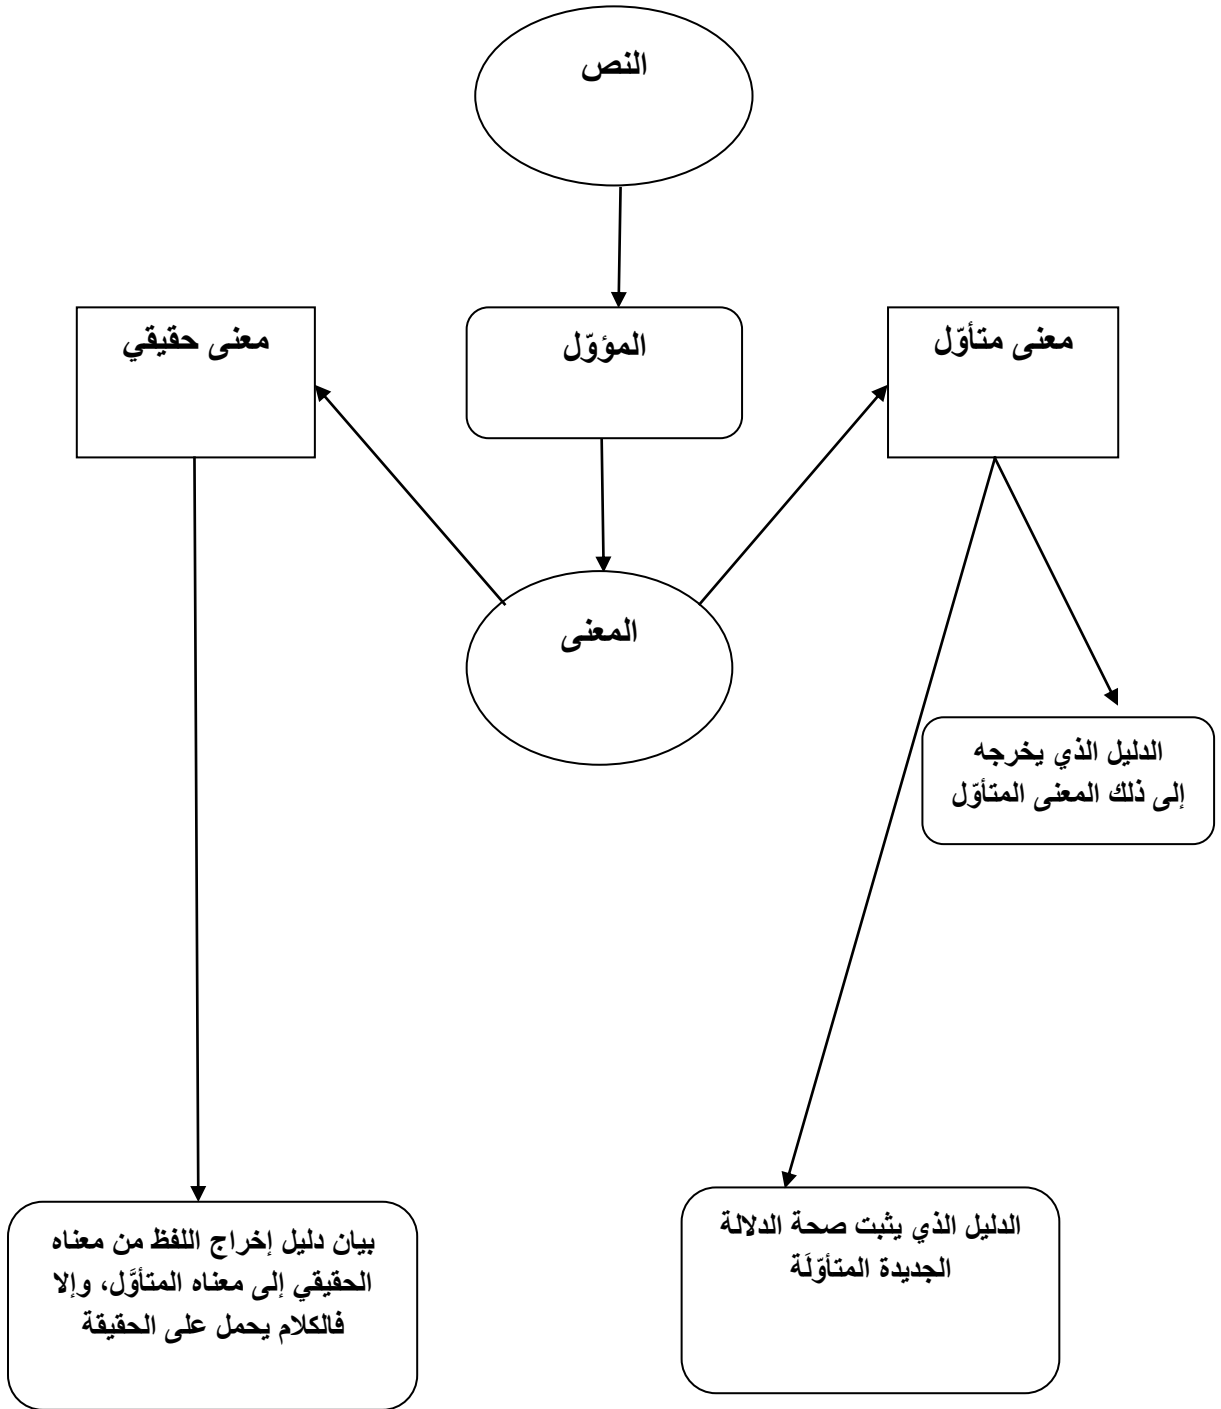 النص
معنى متأوّل
المؤوّل
معنى حقيقي
المعنى
الدليل الذي يخرجه
إلى ذلك المعنى المتأوّل
الدليل الذي يثبت صحة الدلالة
الجديدة المتأوّلَة
بيان دليل إخراج اللفظ من معناه
الحقيقي إلى معناه المتأوَّل، وإلا
فالكلام يحمل على الحقيقة